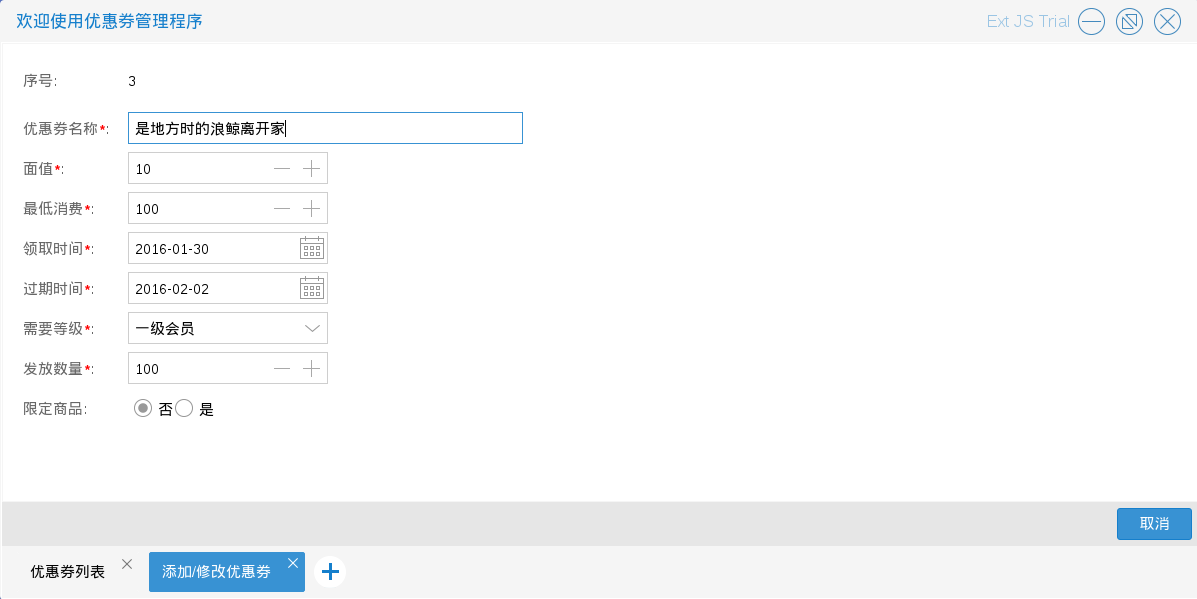 欢迎使用优惠券管理程序 Ext JS Trial
序号: 3
优惠券名称*: 是地方时的浪鲸离开家
面值*: 10
最低消费*: 100
领取时间*: 2016-01-30
过期时间*: 2016-02-02
需要等级*: 一级会员
发放数量*: 100
限定商品: 否 是
取消
优惠券列表 添加/修改优惠券